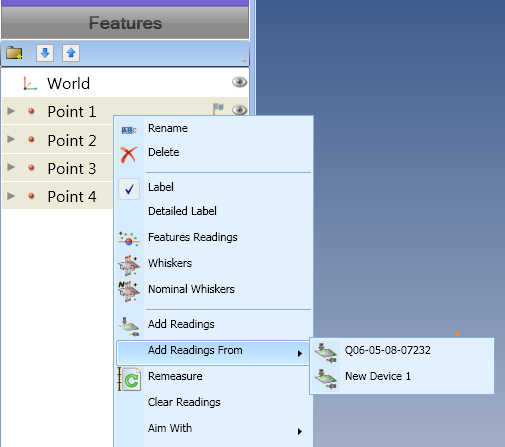 Features
World
Point 1
Point 2
Point 3
Point 4
ABC
Rename
Delete
Label
Detailed Label
Features Readings
Whiskers
N
Nominal Whiskers
Add Readings
Add Readings From
Q06-05-08-07232
New Device 1
C
Remeasure
Clear Readings
Aim With